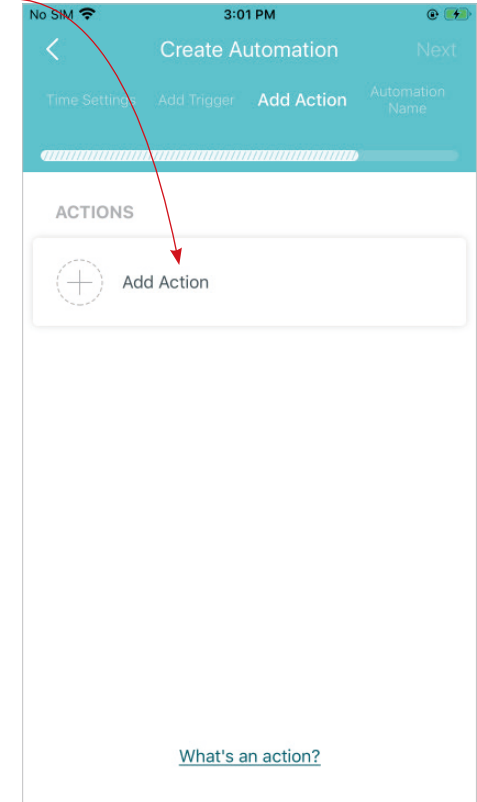 No SIM 3:01 PM
Create Automation Next
Time Settings Add Trigger Add Action Automation
Name
ACTIONS
Add Action
What's an action?